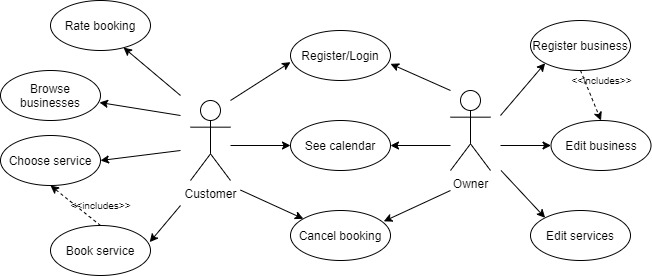 Rate booking
Register/Login
Register business
<<includes>>
Browse
businesses
Choose service
See calendar
Edit business
Customer
Owner
<<includes>>
Book service
Cancel booking
Edit services